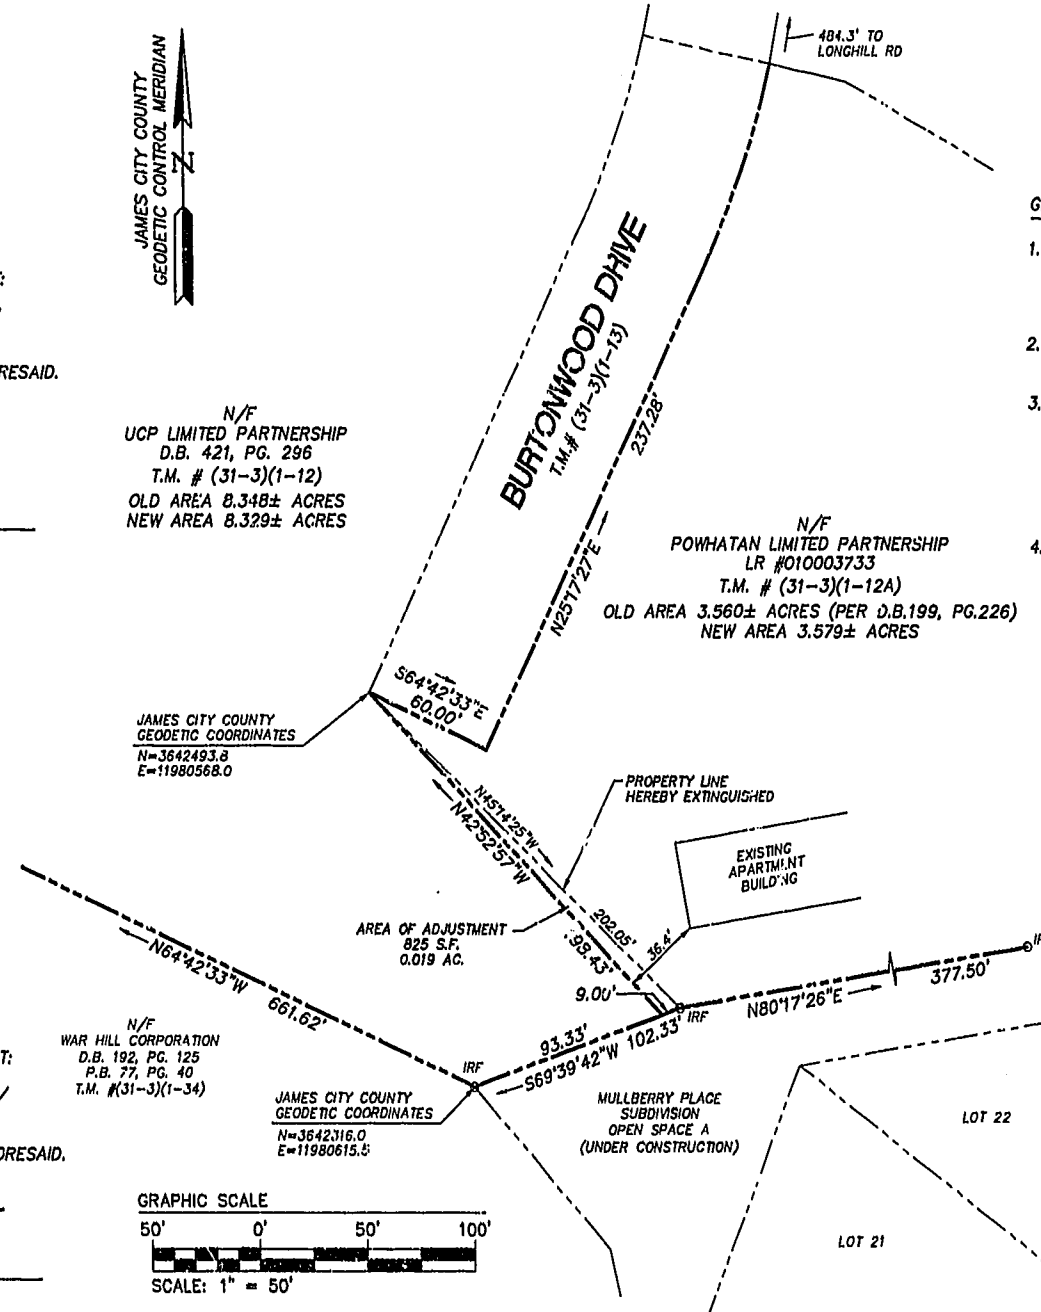 484.3' TO
LONGHILL RD
JAMES CITY COUNTY
GEODETIC CONTROL MERIDIAN
N
G
1.
2.
3.
4.
RESAID.
N/F
UCP LIMITED PARTNERSHIP
D.B. 421, PG. 296
T.M. # (31-3)(1-12)
OLD AREA 8.348± ACRES
NEW AREA 8.329± ACRES
BURTONWOOD DRIVE
T.M.# (31-3)(1-13)
237.28'
N25°17'27"E
N/F
POWHATAN LIMITED PARTNERSHIP
LR #010003733
T.M. # (31-3)(1-12A)
OLD AREA 3.560± ACRES (PER D.B.199, PG.226)
NEW AREA 3.579± ACRES
S64°42'33"E
60.00'
JAMES CITY COUNTY
GEODETIC COORDINATES
N=3642493.8
E=11980568.0
PROPERTY LINE
HEREBY EXTINGUISHED
N45°14'25"W
N42°52'57"W
202.05'
98.43'
EXISTING
APARTMENT
BUILDING
36.4'
AREA OF ADJUSTMENT
825 S.F.
0.019 AC.
9.00'
IRF
N80°17'26"E
377.50'
N64°42'33"W
661.62'
N/F
WAR HILL CORPORATION
D.B. 192, PG. 125
P.B. 77, PG. 40
T.M. #(31-3)(1-34)
T:
ORESAID.
IRF
93.33'
S69°39'42"W 102.33'
JAMES CITY COUNTY
GEODETIC COORDINATES
N=3642316.0
E=11980615.5
MULLBERRY PLACE
SUBDIVISION
OPEN SPACE A
(UNDER CONSTRUCTION)
LOT 22
LOT 21
GRAPHIC SCALE
50' 0' 50' 100'
SCALE: 1" = 50'